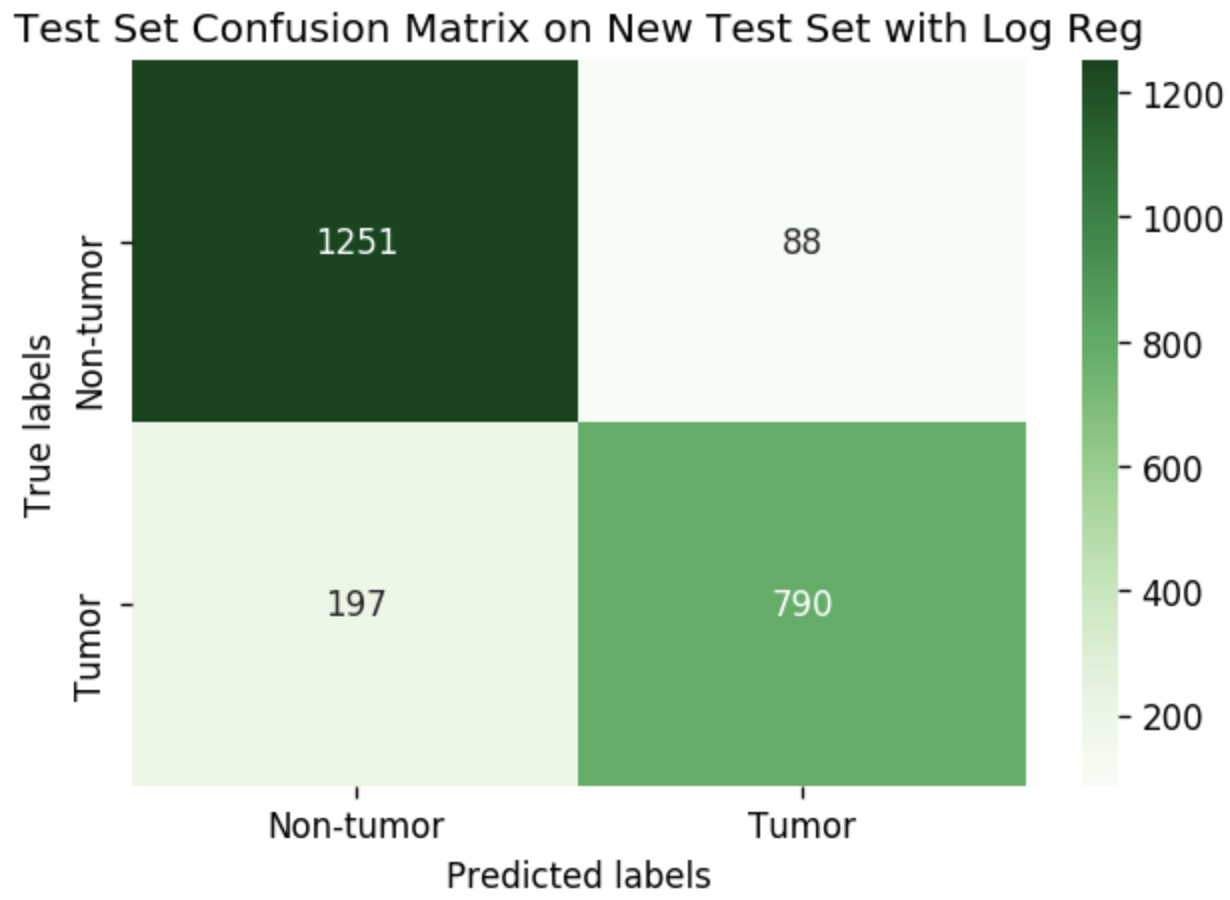 Test Set Confusion Matrix on New Test Set with Log Reg
True labels
Non-tumor
1251
88
Tumor
197
790
Non-tumor
Tumor
Predicted labels
1200
1000
800
600
400
200